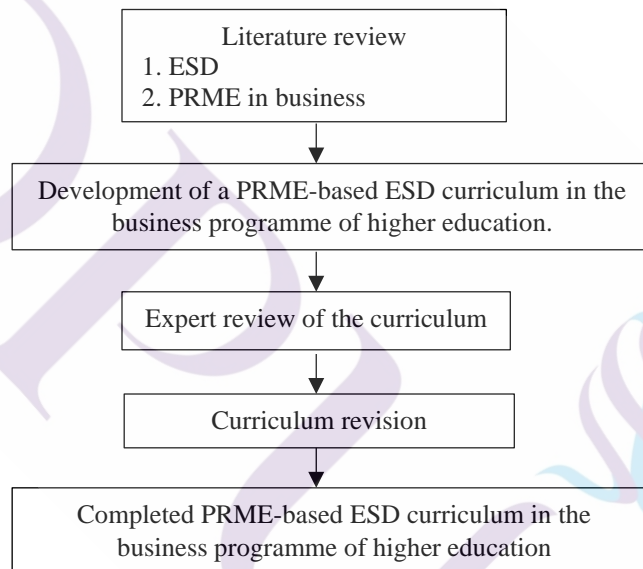 Literature review
1. ESD
2. PRME in business
Development of a PRME-based ESD curriculum in the
business programme of higher education.
Expert review of the curriculum
Curriculum revision
Completed PRME-based ESD curriculum in the
business programme of higher education